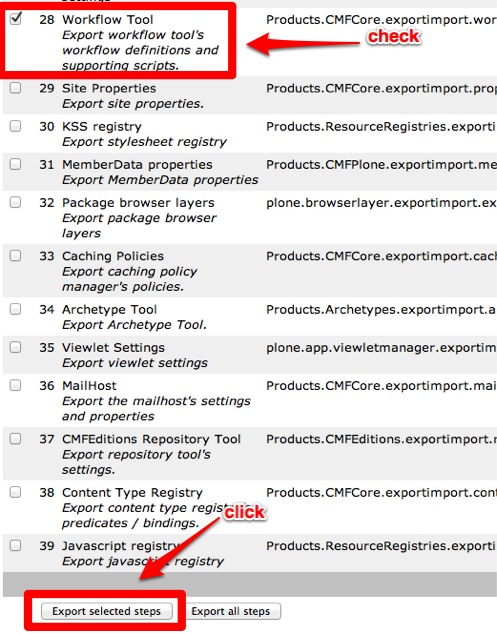 28 Workflow Tool Products.CMFCore.exportimport.wor
Export workflow tool's
workflow definitions and
supporting scripts.
check
29 Site Properties Products.CMFCore.exportimport.prop
Export site properties.
30 KSS registry Products.ResourceRegistries.exporti
Export stylesheet registry
31 MemberData properties Products.CMFPlone.exportimport.me
Export MemberData properties
32 Package browser layers plone.browserlayer.exportimport.ex
Export package browser
layers
33 Caching Policies Products.CMFCore.exportimport.cach
Export caching policy
manager's policies.
34 Archetype Tool Products.Archetypes.exportimport.a
Export Archetype Tool.
35 Viewlet Settings plone.app.viewletmanager.exportim
Export viewlet settings
36 MailHost Products.CMFCore.exportimport.mai
Export the mailhost's settings
and properties
37 CMFEditions Repository Tool Products.CMFEditions.exportimport.r
Export repository tool's
settings.
38 Content Type Registry Products.CMFCore.exportimport.cont
Export content type registry's
predicates / bindings.
click
39 Javascript registry Products.ResourceRegistries.exporti
Export javascript registry
Export selected steps Export all steps